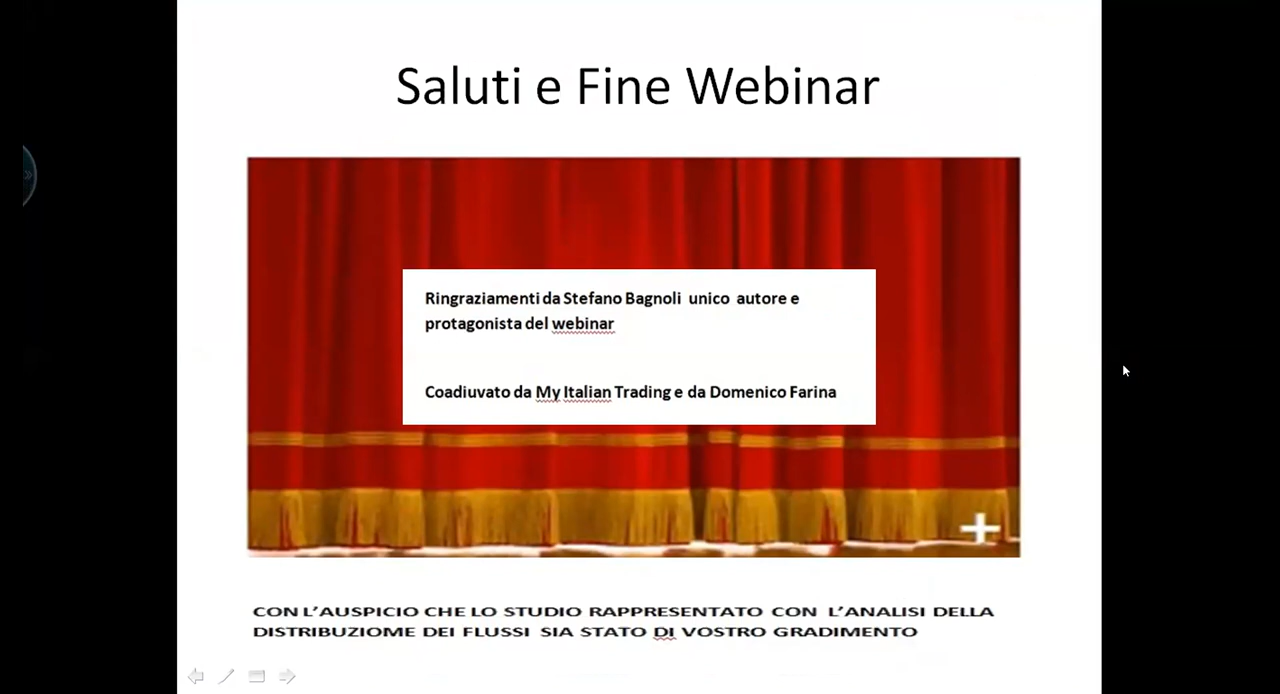 Saluti e Fine Webinar
Ringraziamenti da Stefano Bagnoli unico autore e
protagonista del webinar
Coadiuvato da My Italian Trading e da Domenico Farina
CON L'AUSPICIO CHE LO STUDIO RAPPRESENTATO CON L'ANALISI DELLA
DISTRIBUZIOME DEI FLUSSI SIA STATO DI VOSTRO GRADIMENTO